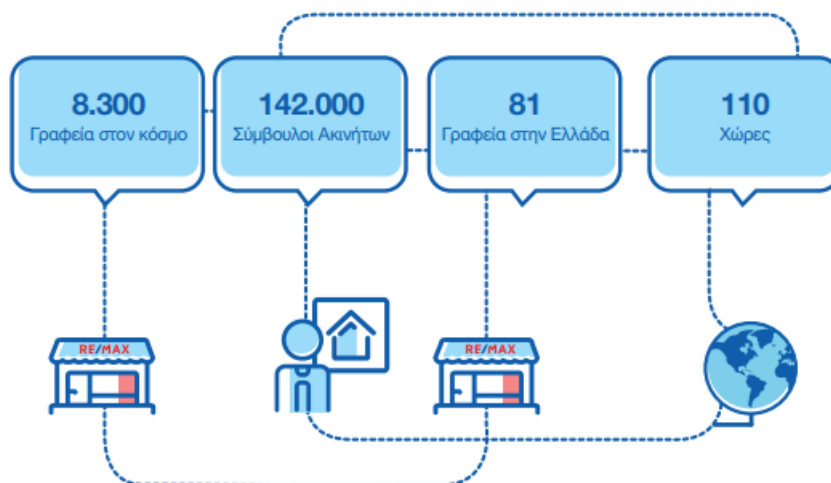 8.300
Γραφεία στον κόσμο
142.000
Σύμβουλοι Ακινήτων
81
Γραφεία στην Ελλάδα
110
Χώρες
RE/MAX
RE/MAX